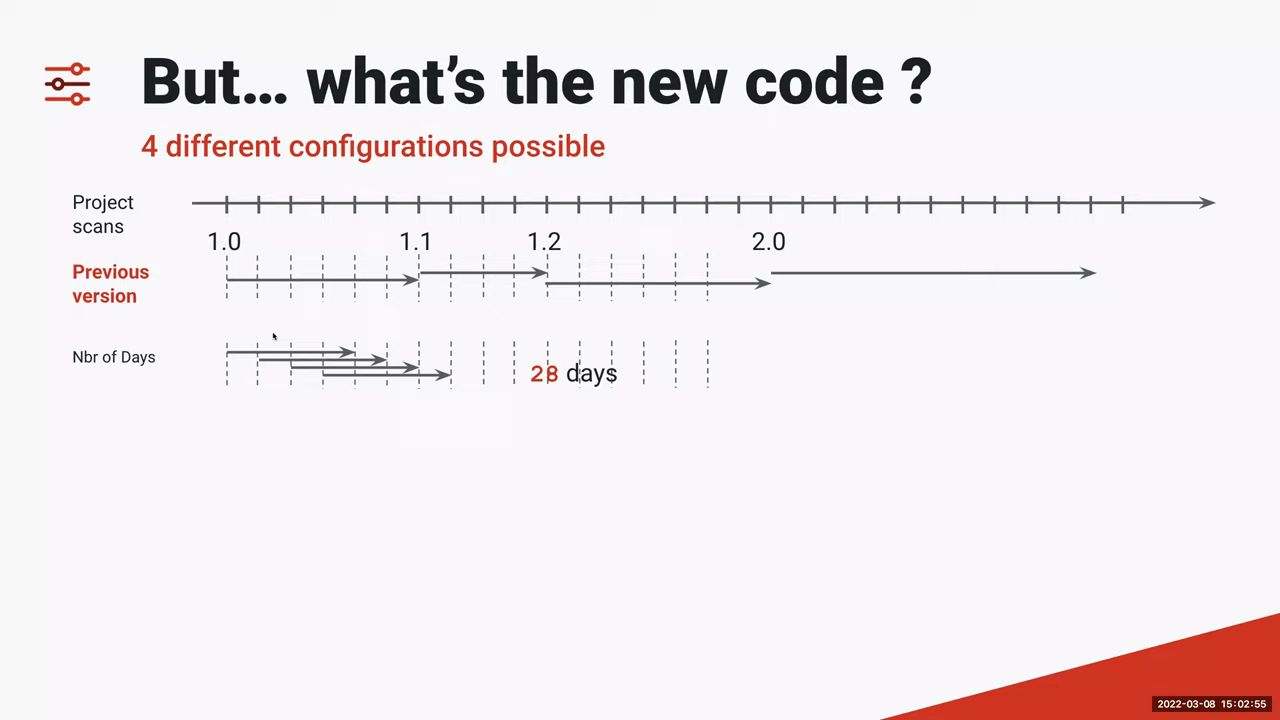 But... what's the new code ?
4 different configurations possible
Project
scans
1.0 1.1 1.2 2.0
Previous
version
Nbr of Days
28 days
2022-03-08 15:02:55